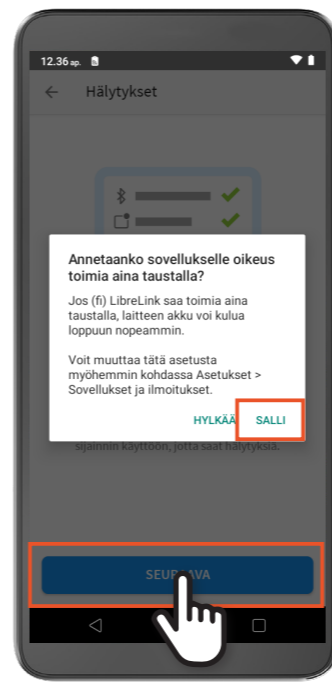 12.36 ap.
Hälytykset
Annetaanko sovellukselle oikeus
toimia aina taustalla?
Jos (fi) LibreLink saa toimia aina
taustalla, laitteen akku voi kulua
loppuun nopeammin.
Voit muuttaa tätä asetusta
myöhemmin kohdassa Asetukset >
Sovellukset ja ilmoitukset.
HYLKÄÄ SALLI
sijainnin käyttöön, jotta saat hälytyksiä.
SEURAAVA